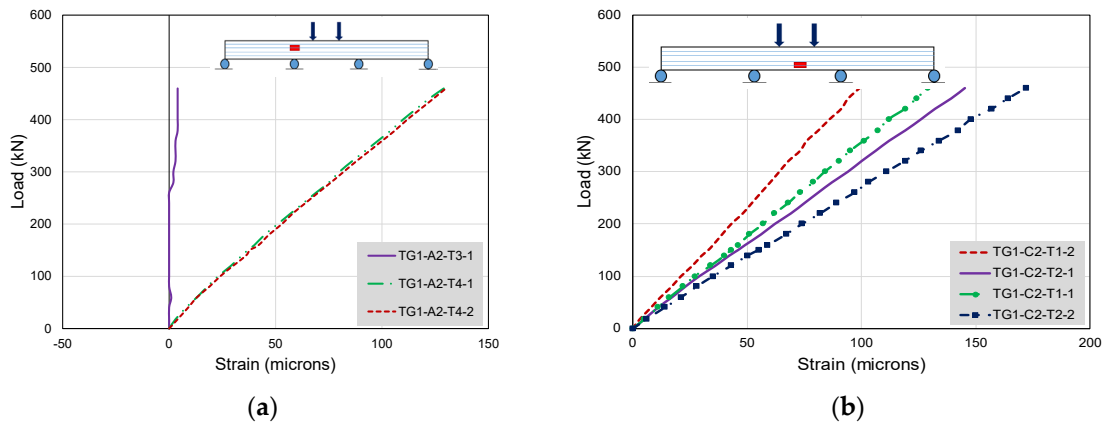 600
500
400
300
200
100
0
Load (kN)
TG1-A2-T3-1
TG1-A2-T4-1
TG1-A2-T4-2
-50 0 50 100 150
Strain (microns)
(a)
600
500
400
300
200
100
0
Load (kN)
TG1-C2-T1-2
TG1-C2-T2-1
TG1-C2-T1-1
TG1-C2-T2-2
0 50 100 150 200
Strain (microns)
(b)